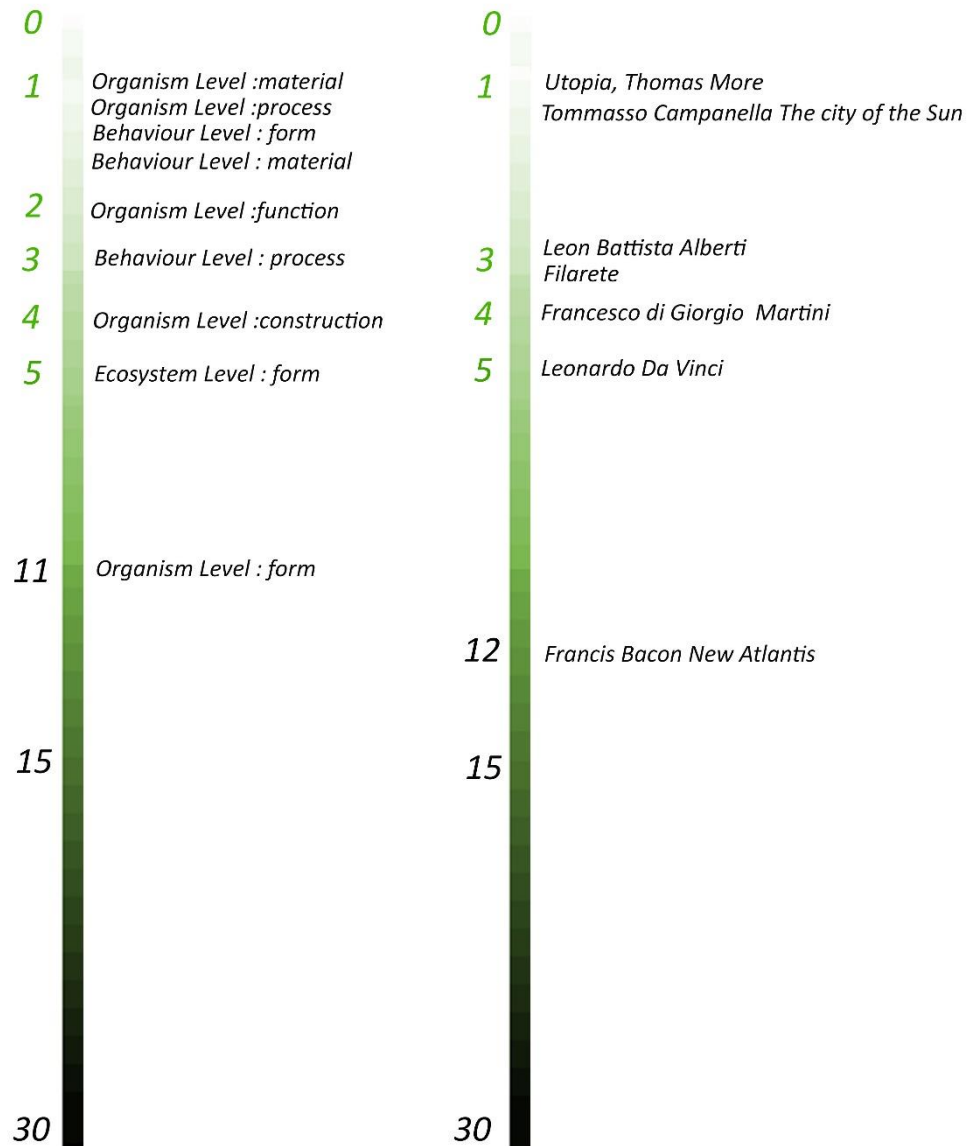 0
1
Organism Level :material
Organism Level :process
Behaviour Level : form
Behaviour Level : material
2
Organism Level :function
3
Behaviour Level : process
4
Organism Level :construction
5
Ecosystem Level : form
11
Organism Level : form
15
30
0
1
Utopia, Thomas More
Tommasso Campanella The city of the Sun
3
Leon Battista Alberti
Filarete
4
Francesco di Giorgio Martini
5
Leonardo Da Vinci
12
Francis Bacon New Atlantis
15
30